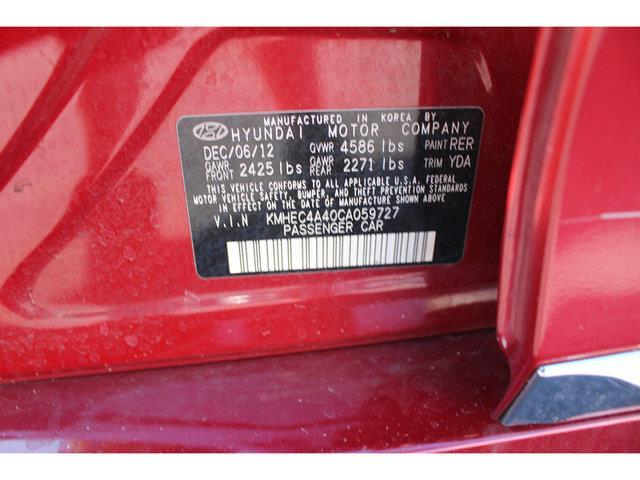 MANUFACTURED IN KOREA BY
HYUNDAI MOTOR COMPANY
DEC/06/12 GVWR 4586 lbs PAINT RER
GAWR FRONT 2425 lbs GAWR REAR 2271 lbs TRIM YDA
THIS VEHICLE CONFORMS TO ALL APPLICABLE U.S.A. FEDERAL
MOTOR VEHICLE SAFETY, BUMPER, AND THEFT PREVENTION STANDARDS
IN EFFECT ON THE DATE OF MANUFACTURE SHOWN ABOVE
V.I.N KMHEC4A40CA059727
PASSENGER CAR